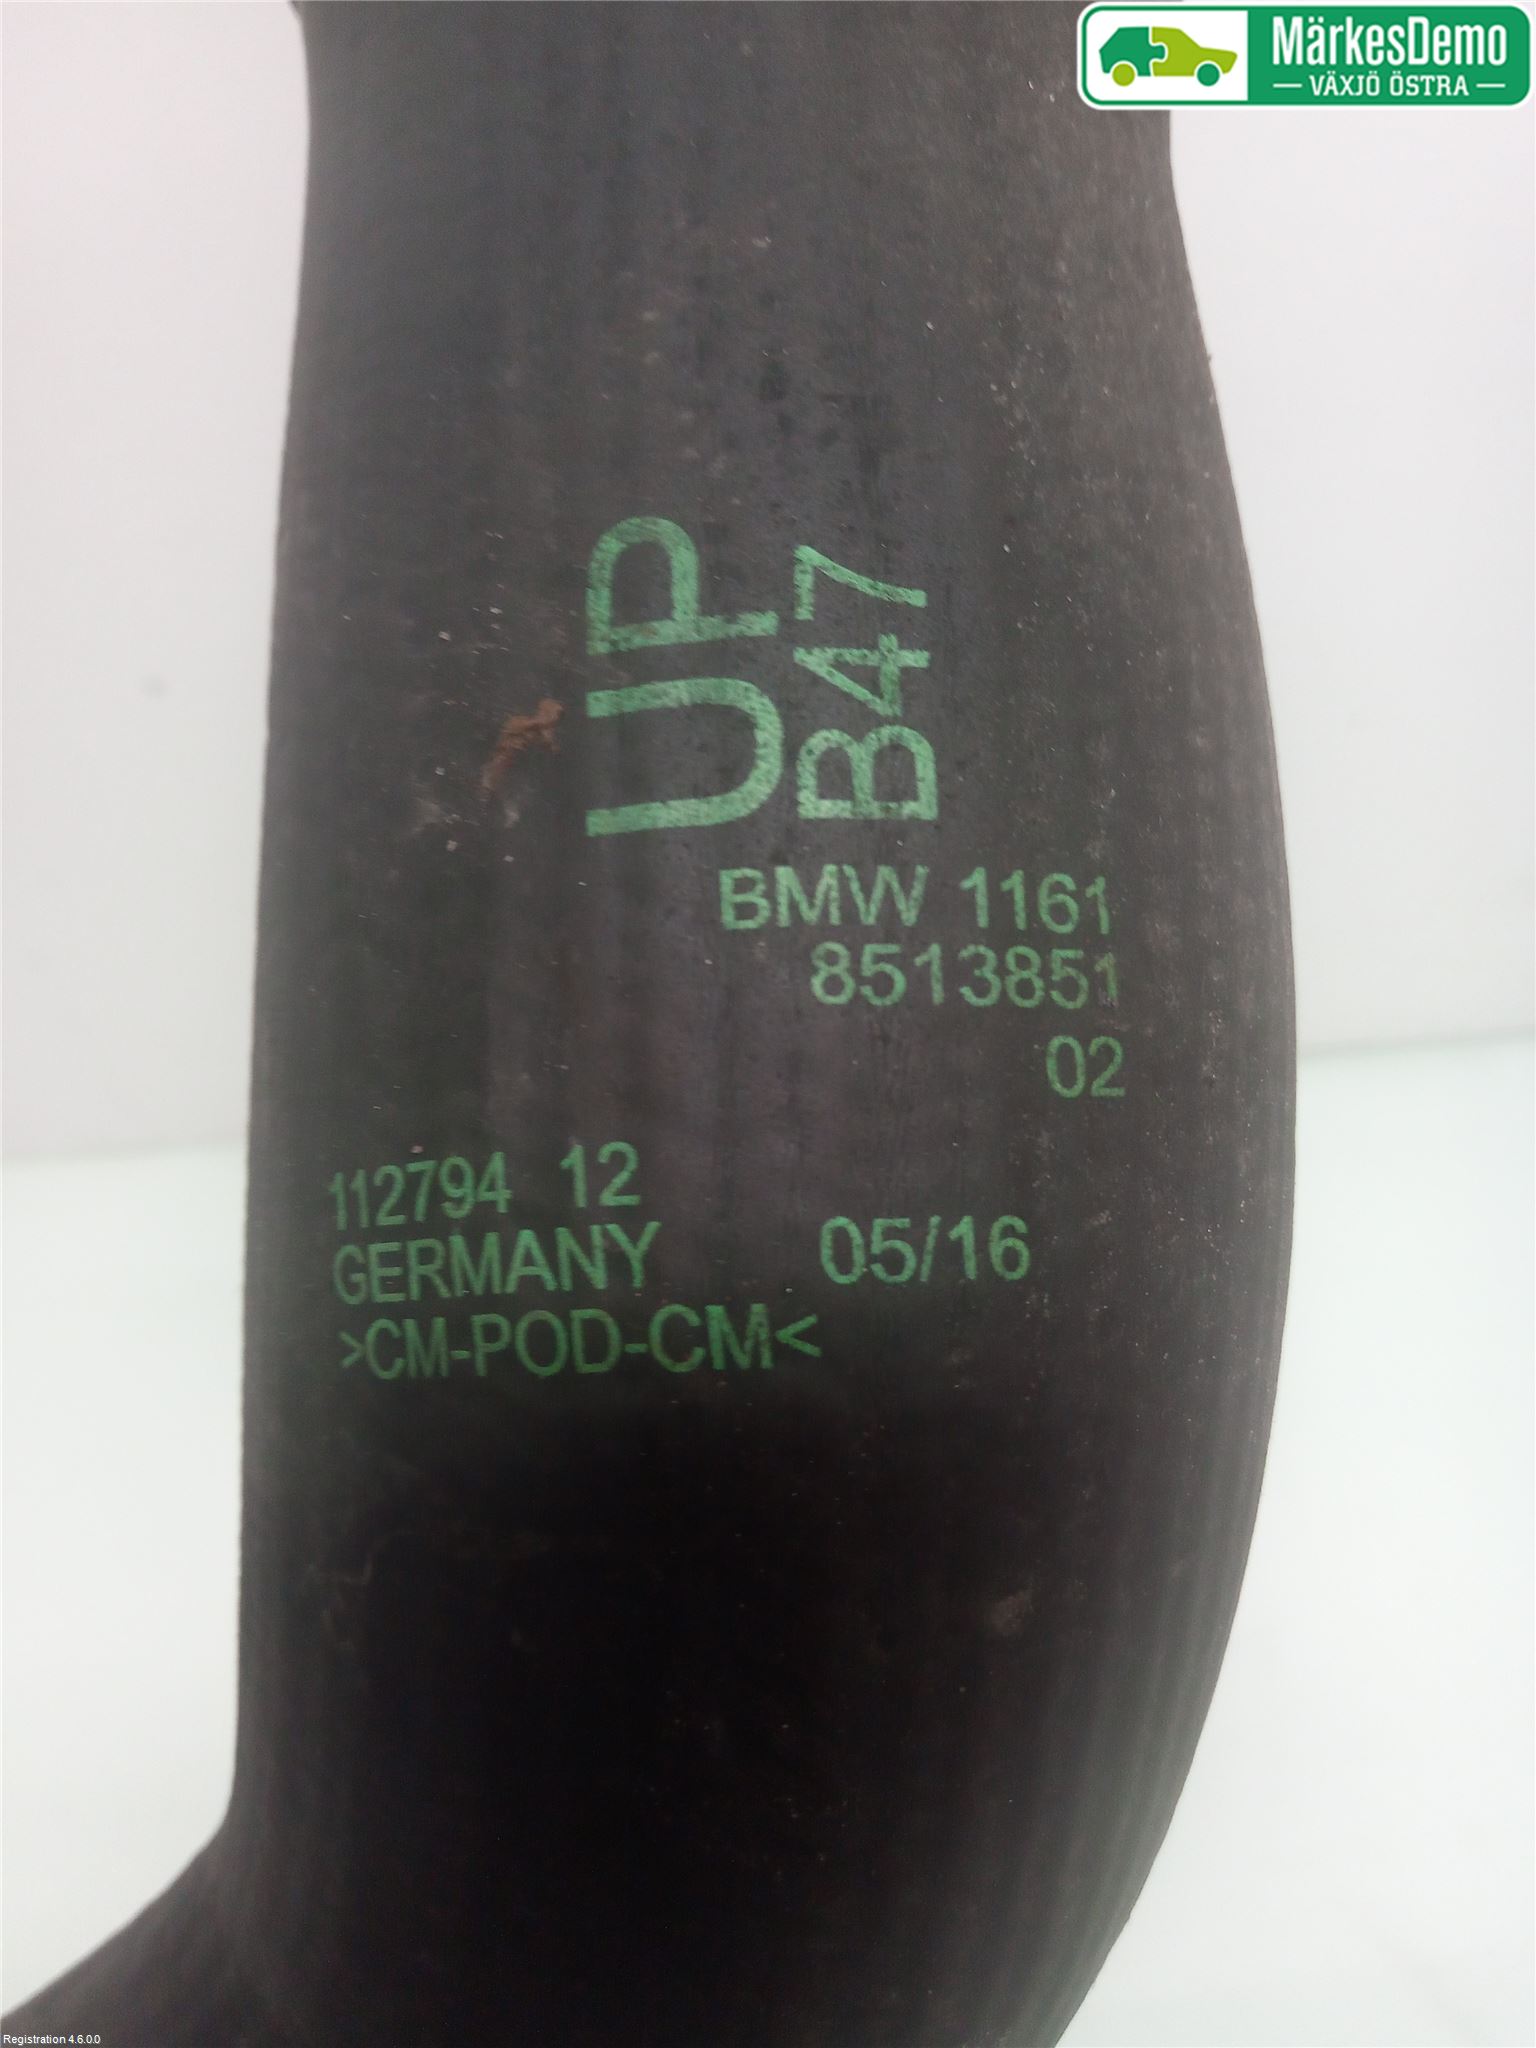 MärkesDemo
— VÄXJÖ ÖSTRA —
UP
B47
BMW 1161
8513851
02
112794 12
GERMANY 05/16
>CM-POD-CM<
Registration 4.6.0.0